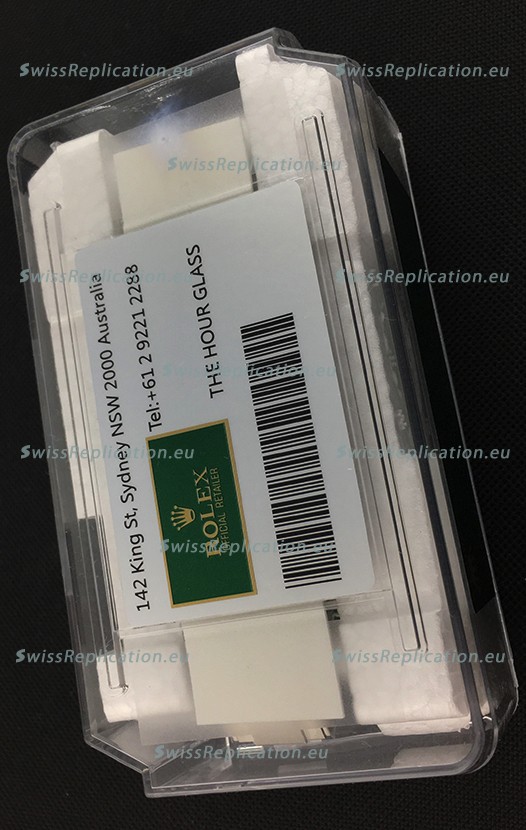 SwissReplication.eu SwissReplication.eu
SwissReplication.eu
SwissReplication.eu SwissReplication.eu
SwissReplication.eu
SwissReplication.eu SwissReplication.eu
SwissReplication.eu
SwissReplication.eu SwissReplication.eu
SwissReplication.eu
142 King St, Sydney NSW 2000 Australia
Tel:+61 2 9221 2288
THE HOUR GLASS
ROLEX
OFFICIAL RETAILER